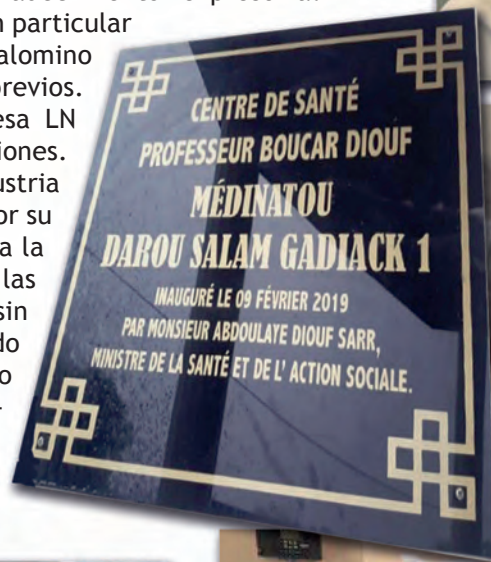 particular
alomino
previos.
esa LN
iones.
ustria
or su
a la
las
sin
do
o
CENTRE DE SANTÉ
PROFESSEUR BOUCAR DIOUF
MÉDINATOU
DAROU SALAM GADIACK 1
INAUGURÉ LE 09 FÉVRIER 2019
PAR MONSIEUR ABDOULAYE DIOUF SARR,
MINISTRE DE LA SANTÉ ET DE L' ACTION SOCIALE.